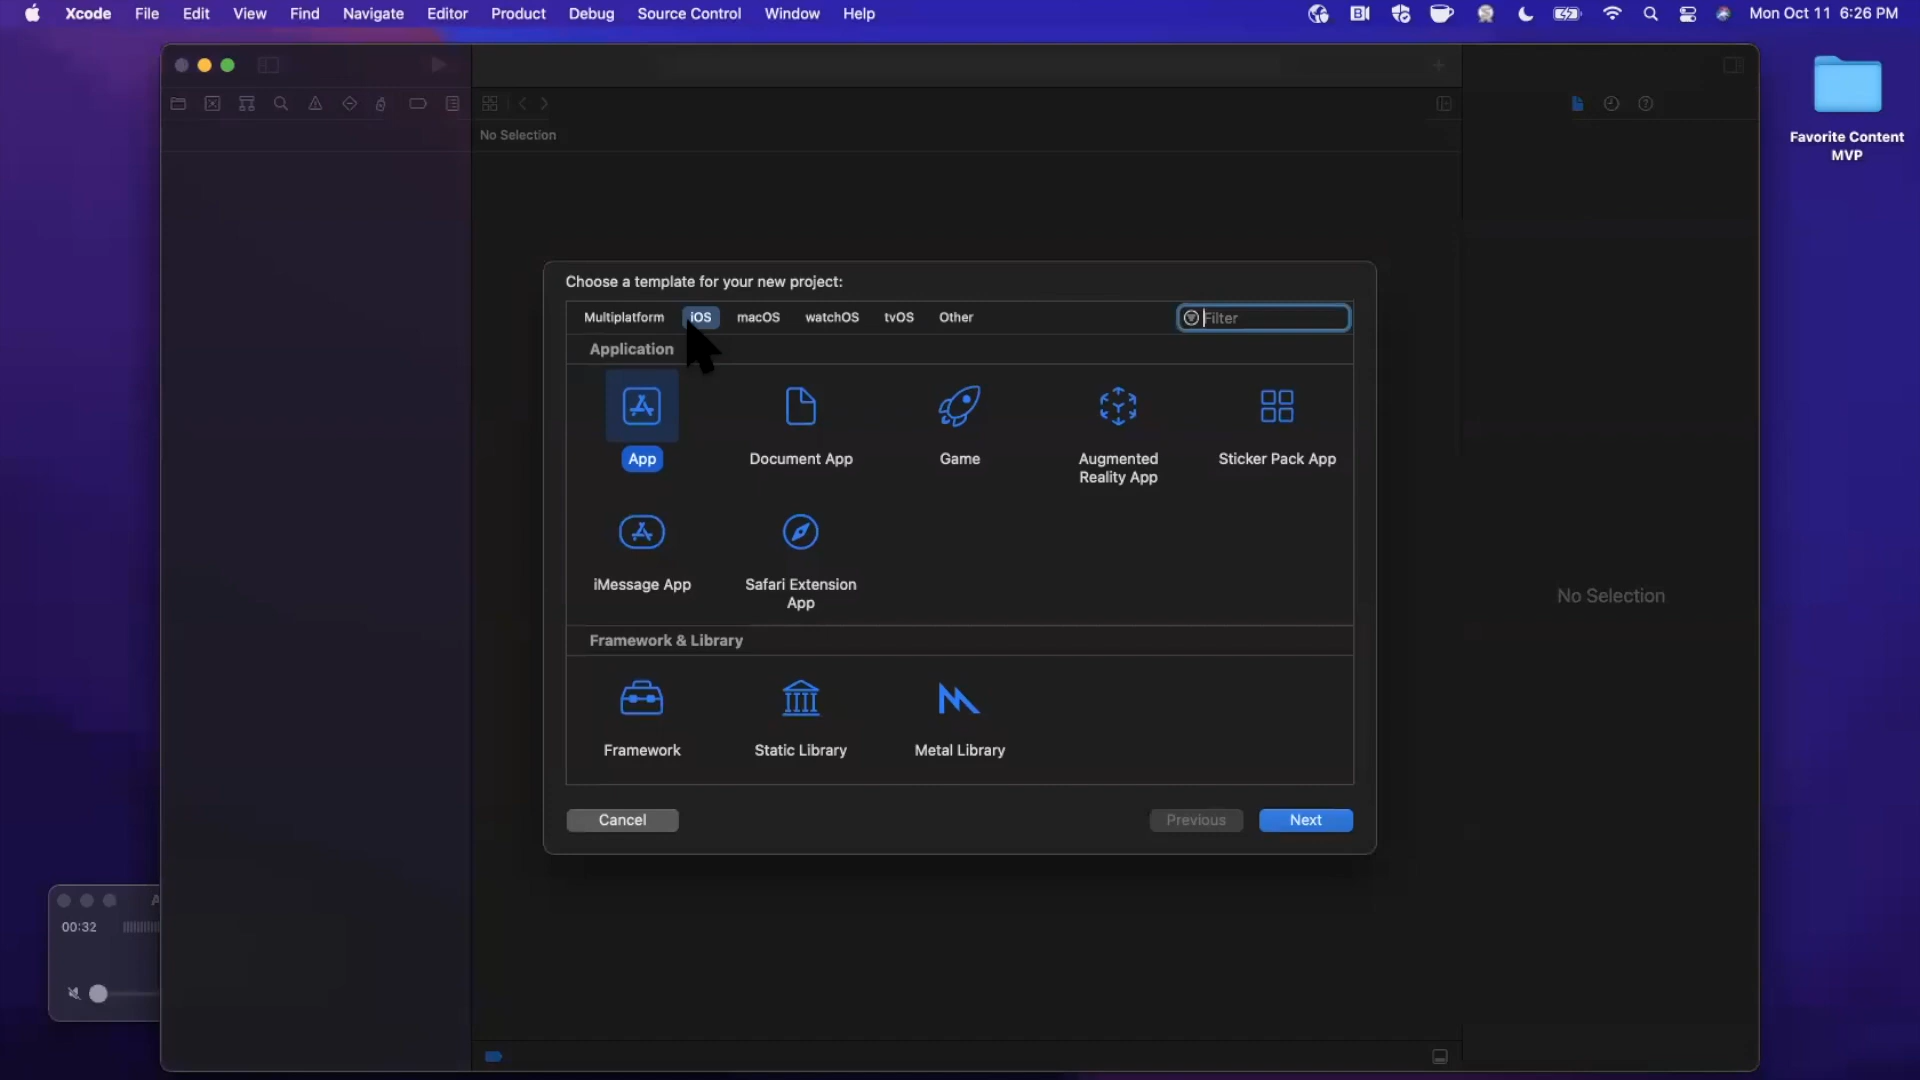 Xcode File Edit View Find Navigate Editor Product Debug Source Control Window Help
Mon Oct 11 6:26 PM
Favorite Content
MVP
No Selection
Choose a template for your new project:
Multiplatform iOS macOS watchOS tvOS Other
Filter
Application
App
Document App
Game
Augmented
Reality App
Sticker Pack App
iMessage App
Safari Extension
App
No Selection
Framework & Library
Framework
Static Library
Metal Library
Cancel
Previous
Next
00:32